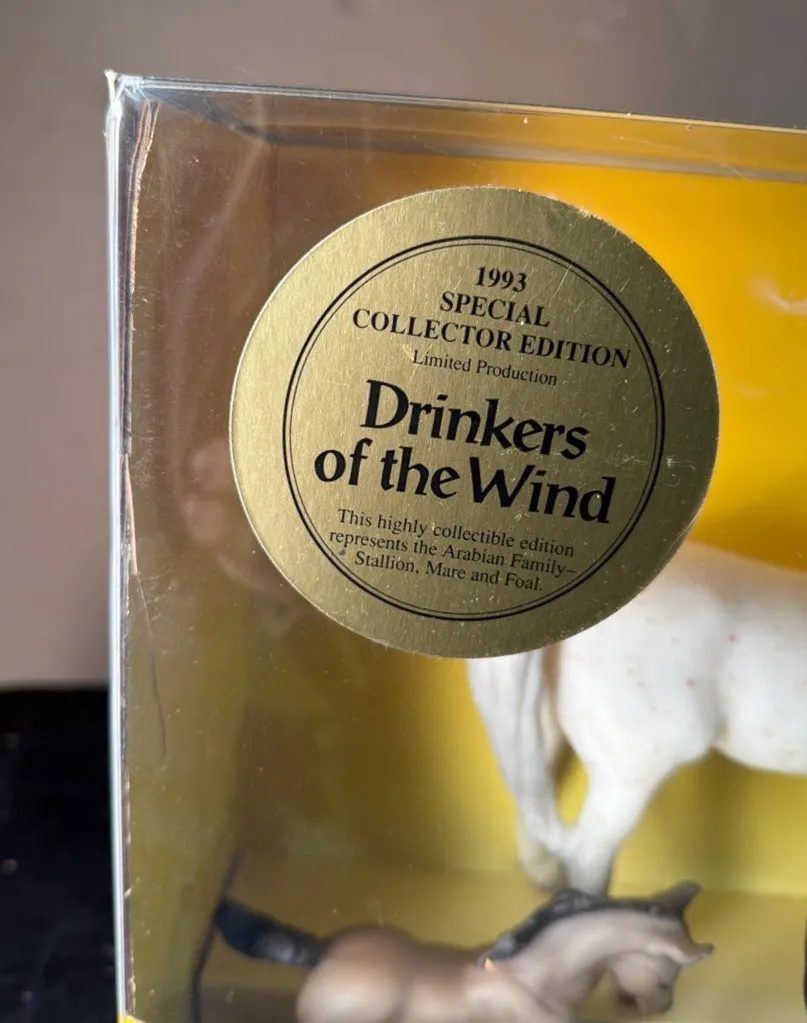 1993
SPECIAL
COLLECTOR EDITION
Limited Production
Drinkers
of the Wind
This highly collectible edition
represents the Arabian Family–
Stallion, Mare and Foal.